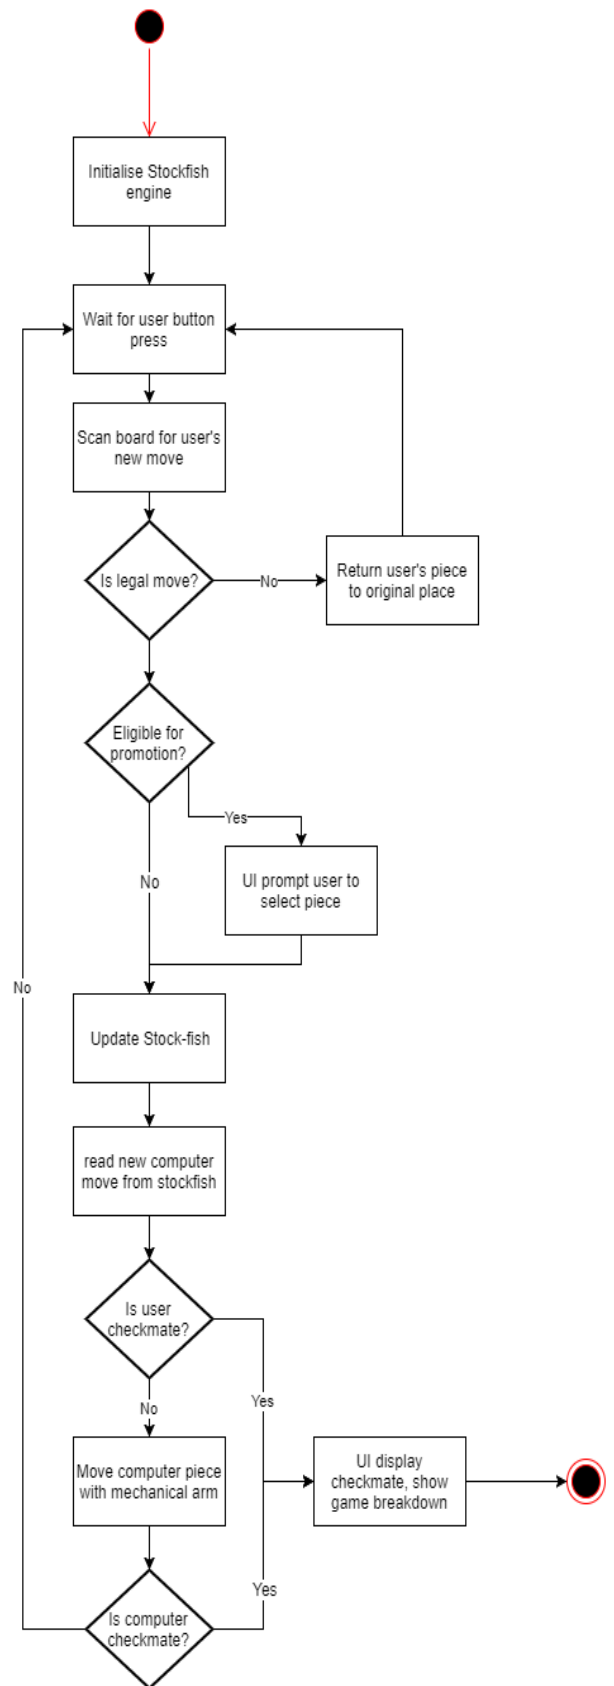 Initialise Stockfish
engine
Wait for user button
press
Scan board for user's
new move
Is legal move?
No
Return user's piece
to original place
Eligible for
promotion?
Yes
No
UI prompt user to
select piece
No
Update Stock-fish
read new computer
move from stockfish
Is user
checkmate?
Yes
No
Move computer piece
with mechanical arm
UI display
checkmate, show
game breakdown
Yes
Is computer
checkmate?